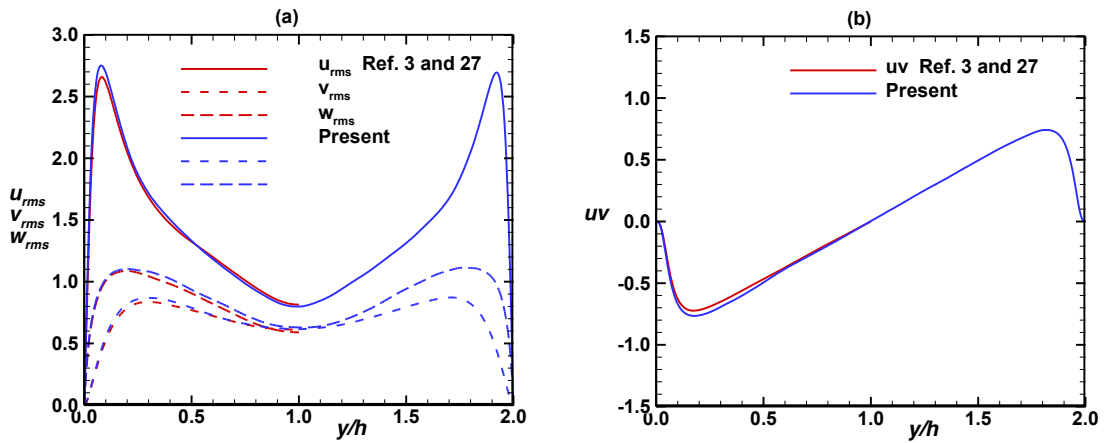 (a)
3.0
2.5
2.0
1.5
1.0
0.5
0.0
u_rms
v_rms
w_rms
u_rms Ref. 3 and 27
v_rms
w_rms
Present
0.0 0.5 1.0 1.5 2.0
y/h
(b)
1.5
1.0
0.5
0.0
-0.5
-1.0
-1.5
uv
uv Ref. 3 and 27
Present
0.0 0.5 1.0 1.5 2.0
y/h